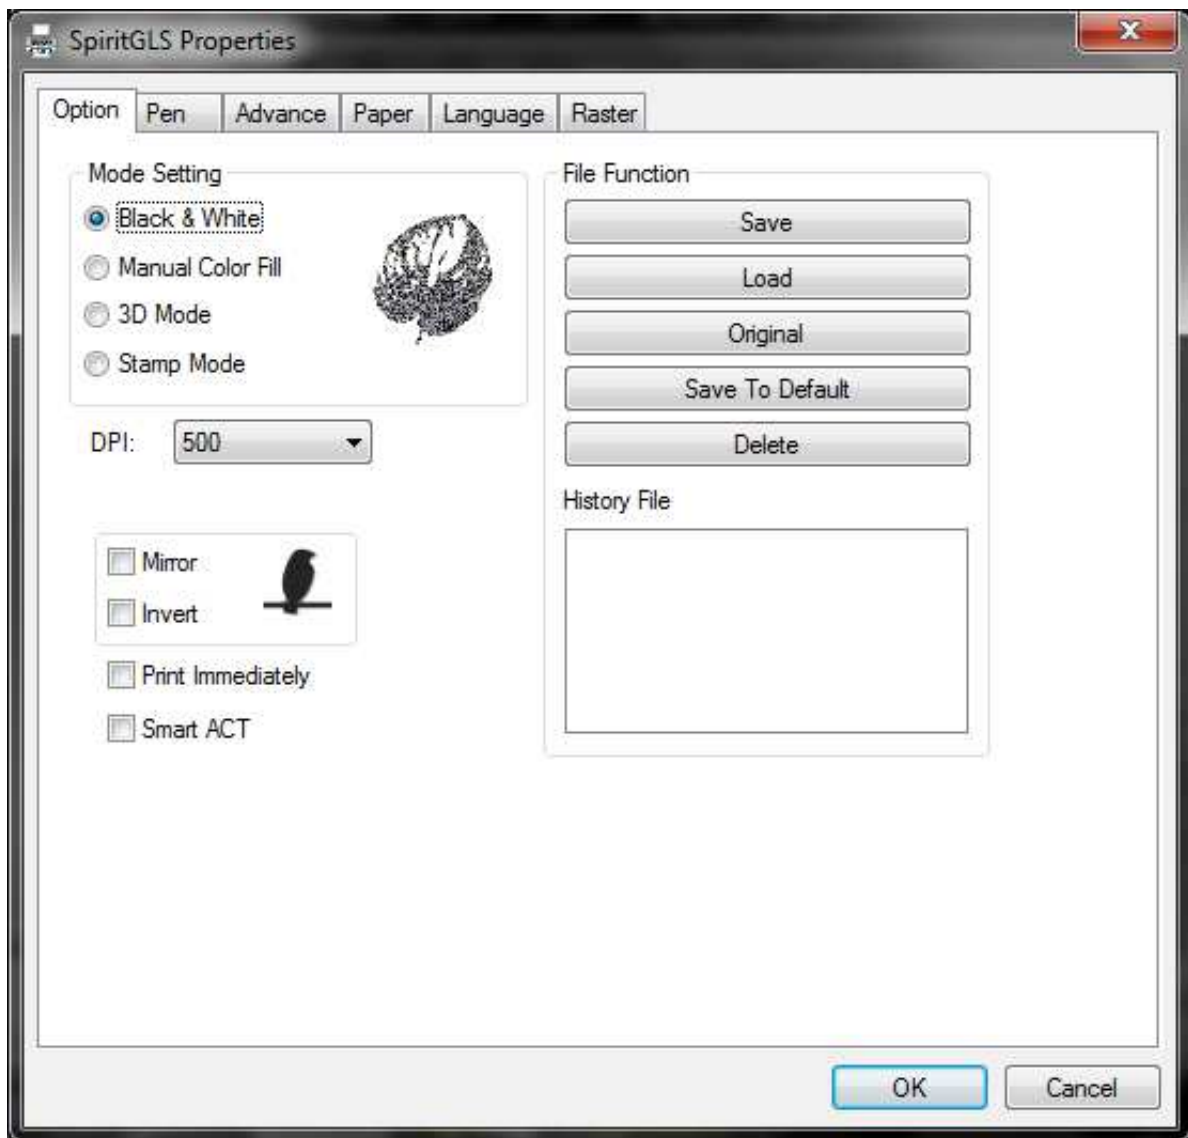 SpiritGLS Properties
Option Pen Advance Paper Language Raster
Mode Setting
Black & White
Manual Color Fill
3D Mode
Stamp Mode
DPI: 500
Mirror
Invert
Print Immediately
Smart ACT
File Function
Save
Load
Original
Save To Default
Delete
History File
OK Cancel